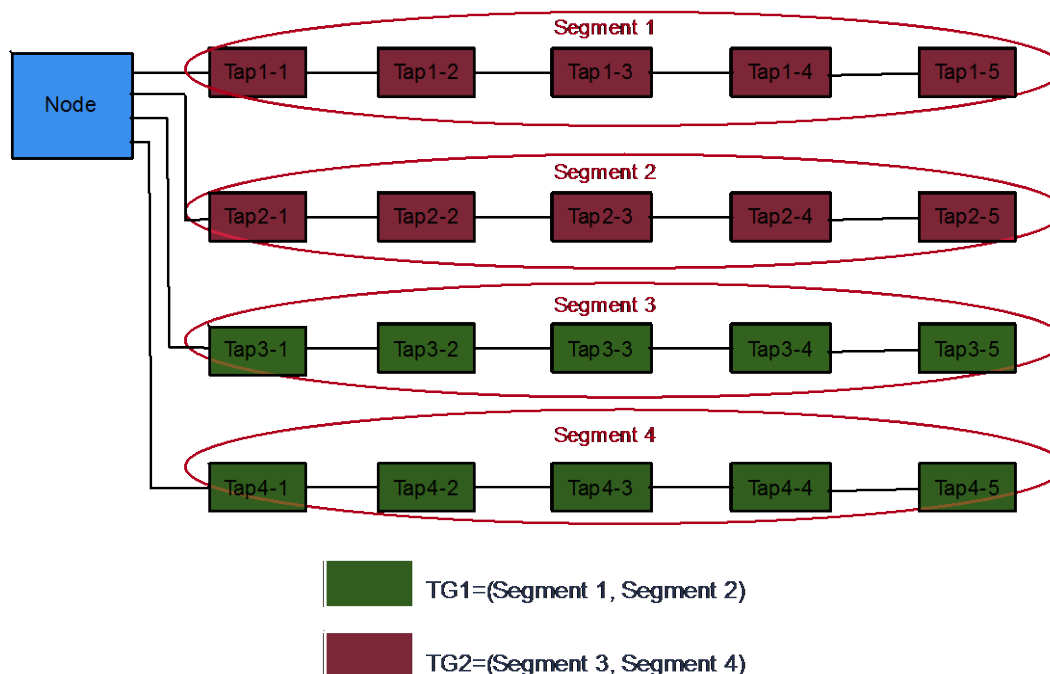 Segment 1
Node
Tap1-1 Tap1-2 Tap1-3 Tap1-4 Tap1-5
Segment 2
Tap2-1 Tap2-2 Tap2-3 Tap2-4 Tap2-5
Segment 3
Tap3-1 Tap3-2 Tap3-3 Tap3-4 Tap3-5
Segment 4
Tap4-1 Tap4-2 Tap4-3 Tap4-4 Tap4-5
TG1=(Segment 1, Segment 2)
TG2=(Segment 3, Segment 4)